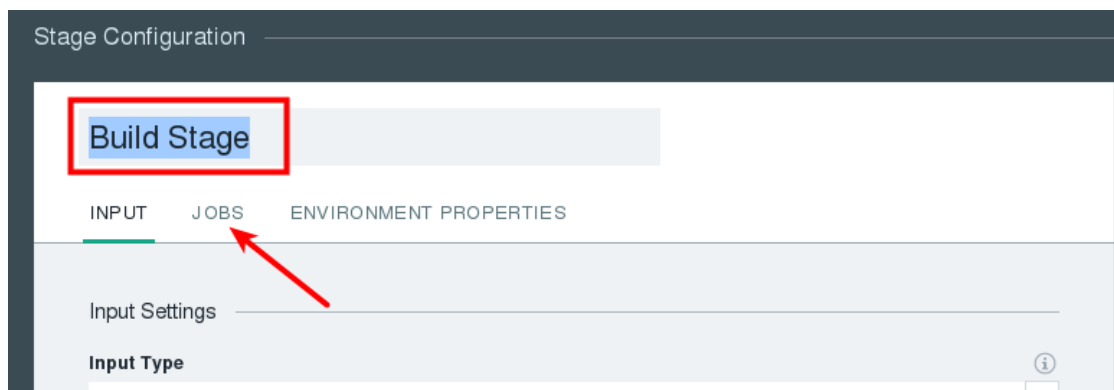 Stage Configuration
Build Stage
INPUT JOBS ENVIRONMENT PROPERTIES
Input Settings
Input Type